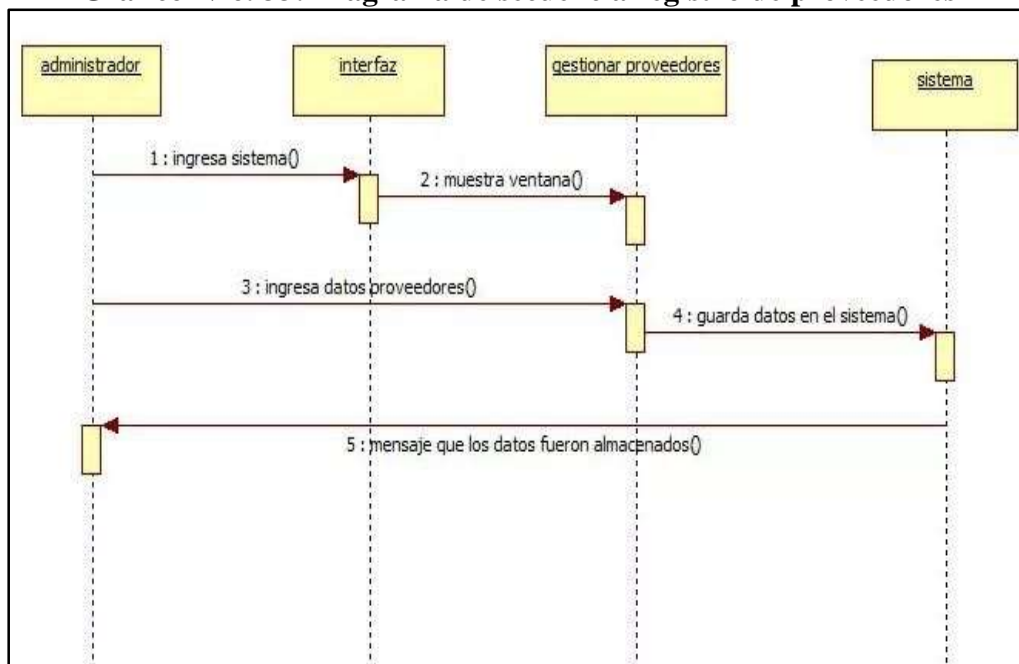 administrador
interfaz
gestionar proveedores
sistema
1 : ingresa sistema()
2 : muestra ventana()
3 : ingresa datos proveedores()
4 : guarda datos en el sistema()
5 : mensaje que los datos fueron almacenados()